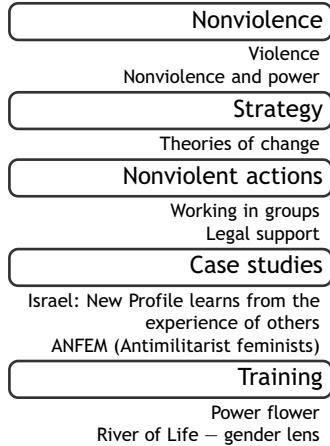 Nonviolence
Violence
Nonviolence and power
Strategy
Theories of change
Nonviolent actions
Working in groups
Legal support
Case studies
Israel: New Profile learns from the
experience of others
ANFEM (Antimilitarist feminists)
Training
Power flower
River of Life — gender lens